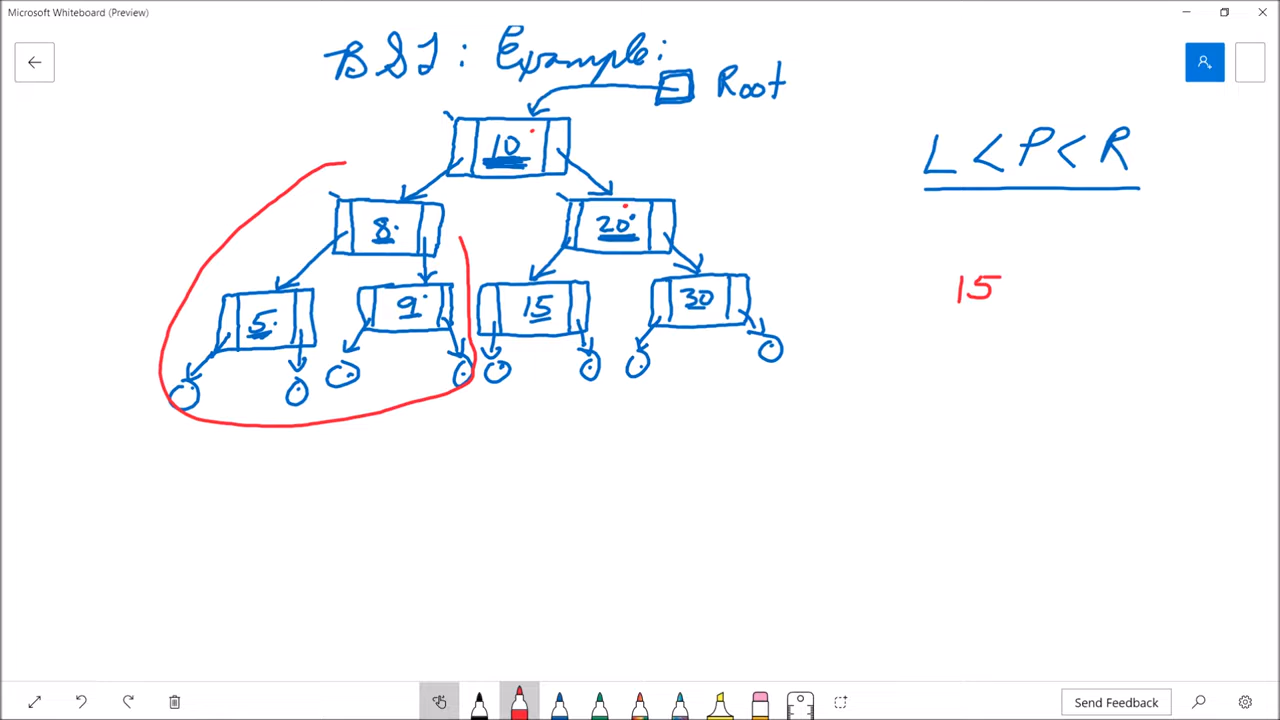 Microsoft Whiteboard (Preview)
BST : Example:
Root
L < P < R
10
8
20
5
9
15
30
15
Send Feedback